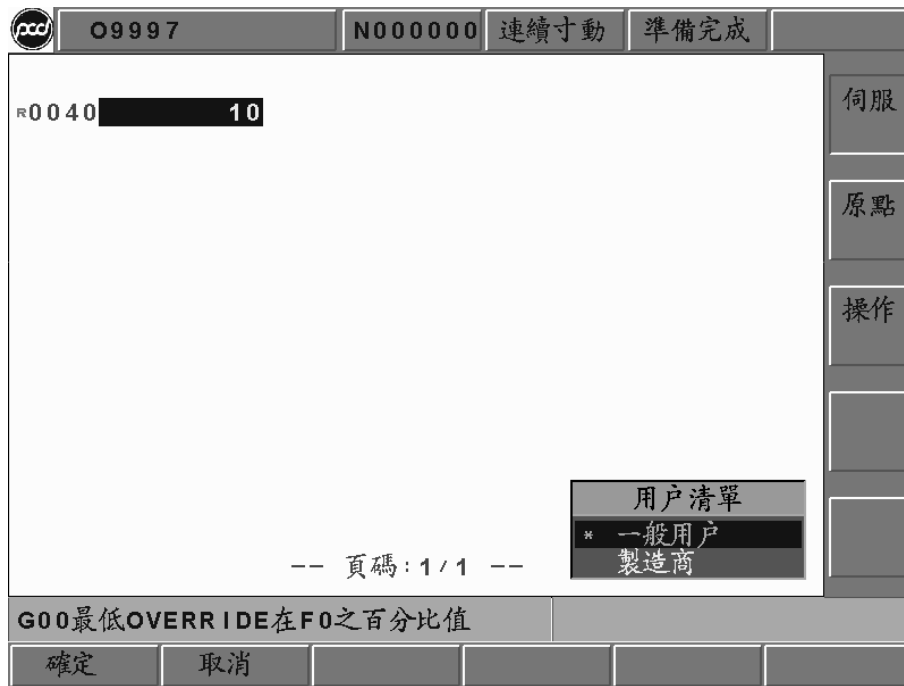 pcd O9997 N000000 連續寸動 準備完成
R0040 10
伺服
原點
操作
用户清單
* 一般用户
製造商
-- 頁碼:1/1 --
G00最低OVERRIDE在F0之百分比值
確定 取消